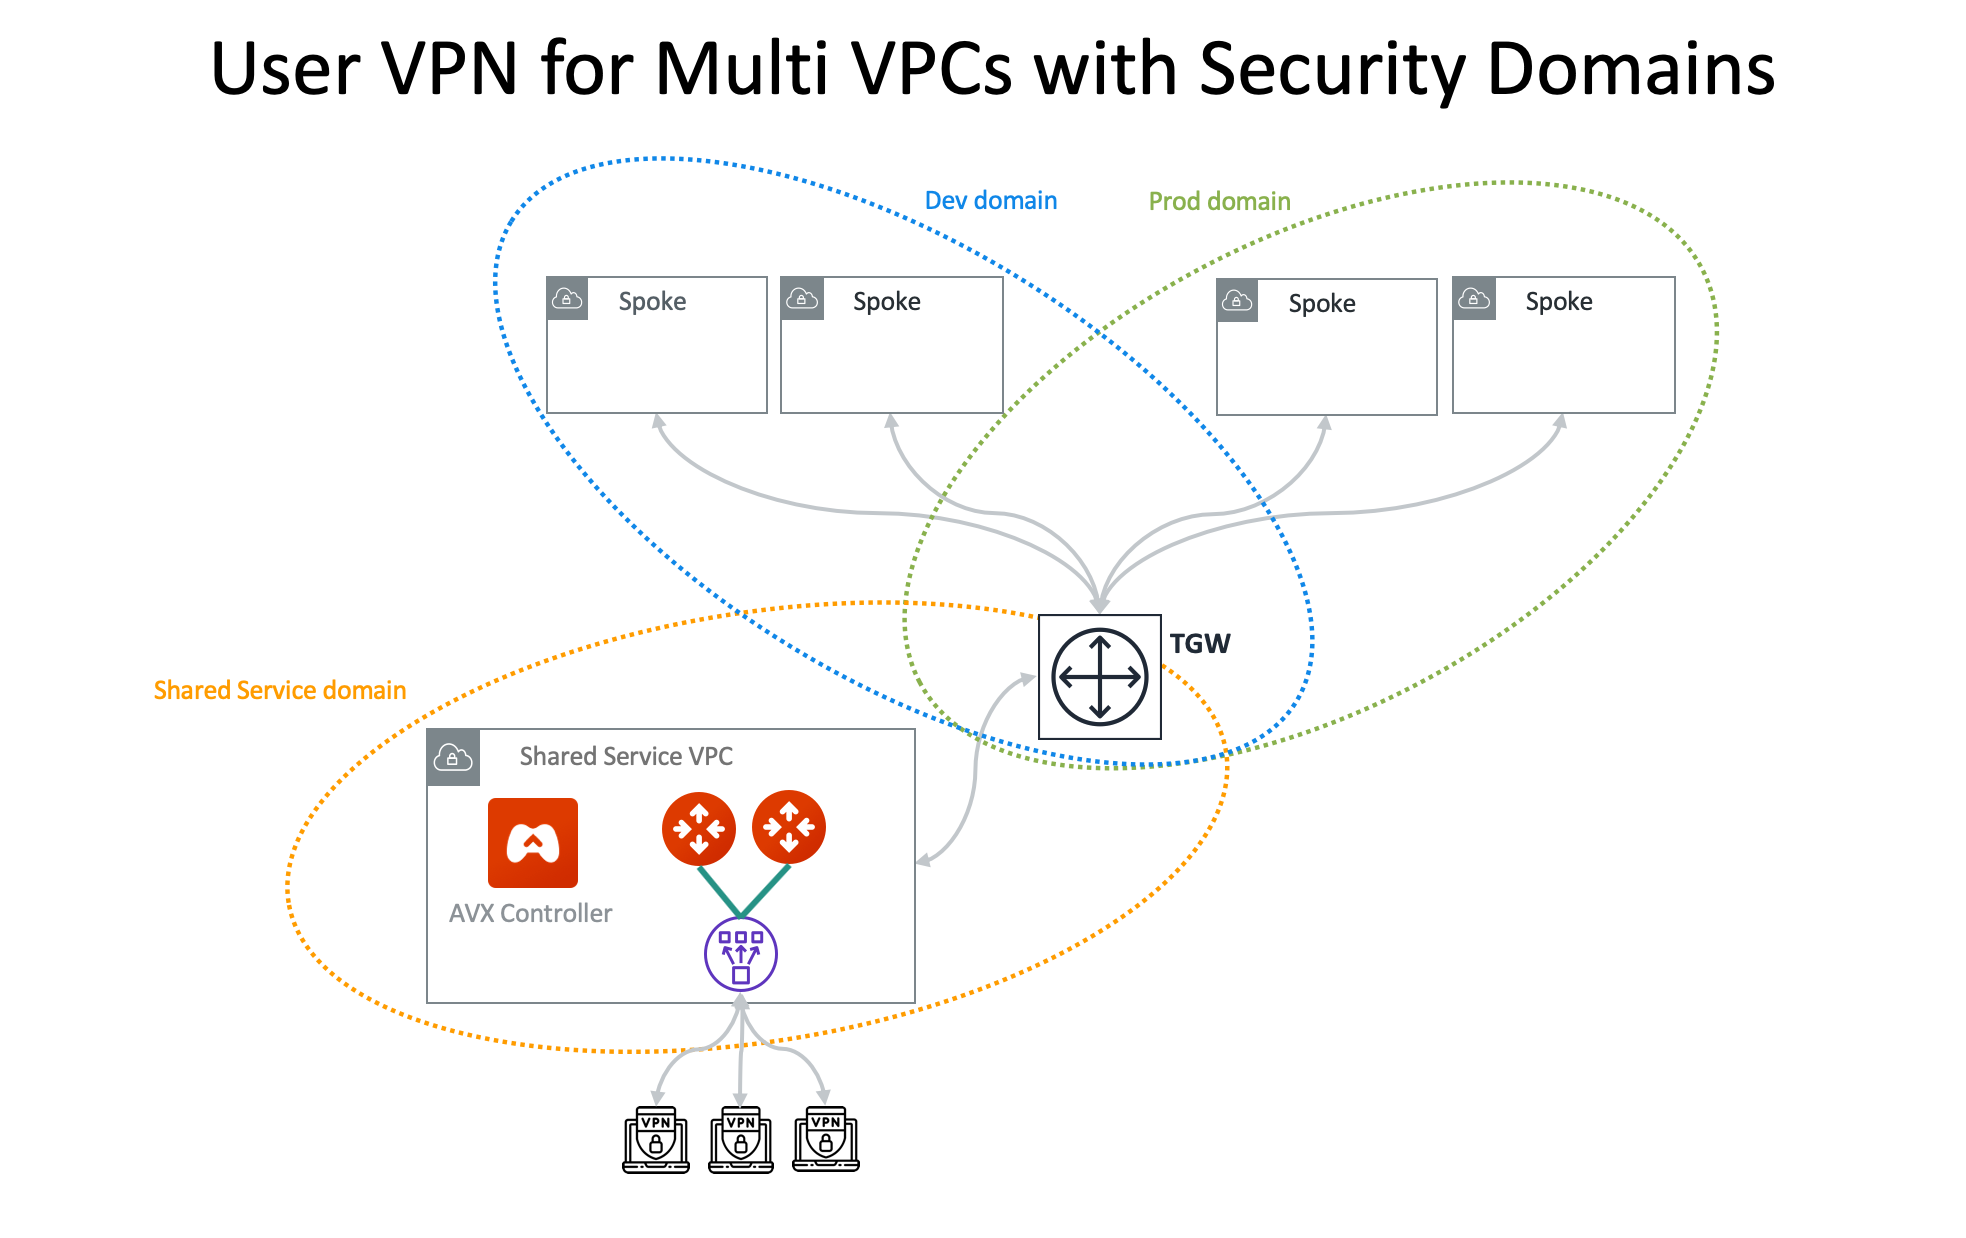 User VPN for Multi VPCs with Security Domains
Dev domain
Prod domain
Spoke
Spoke
Spoke
Spoke
TGW
Shared Service domain
Shared Service VPC
AVX Controller
VPN
VPN
VPN